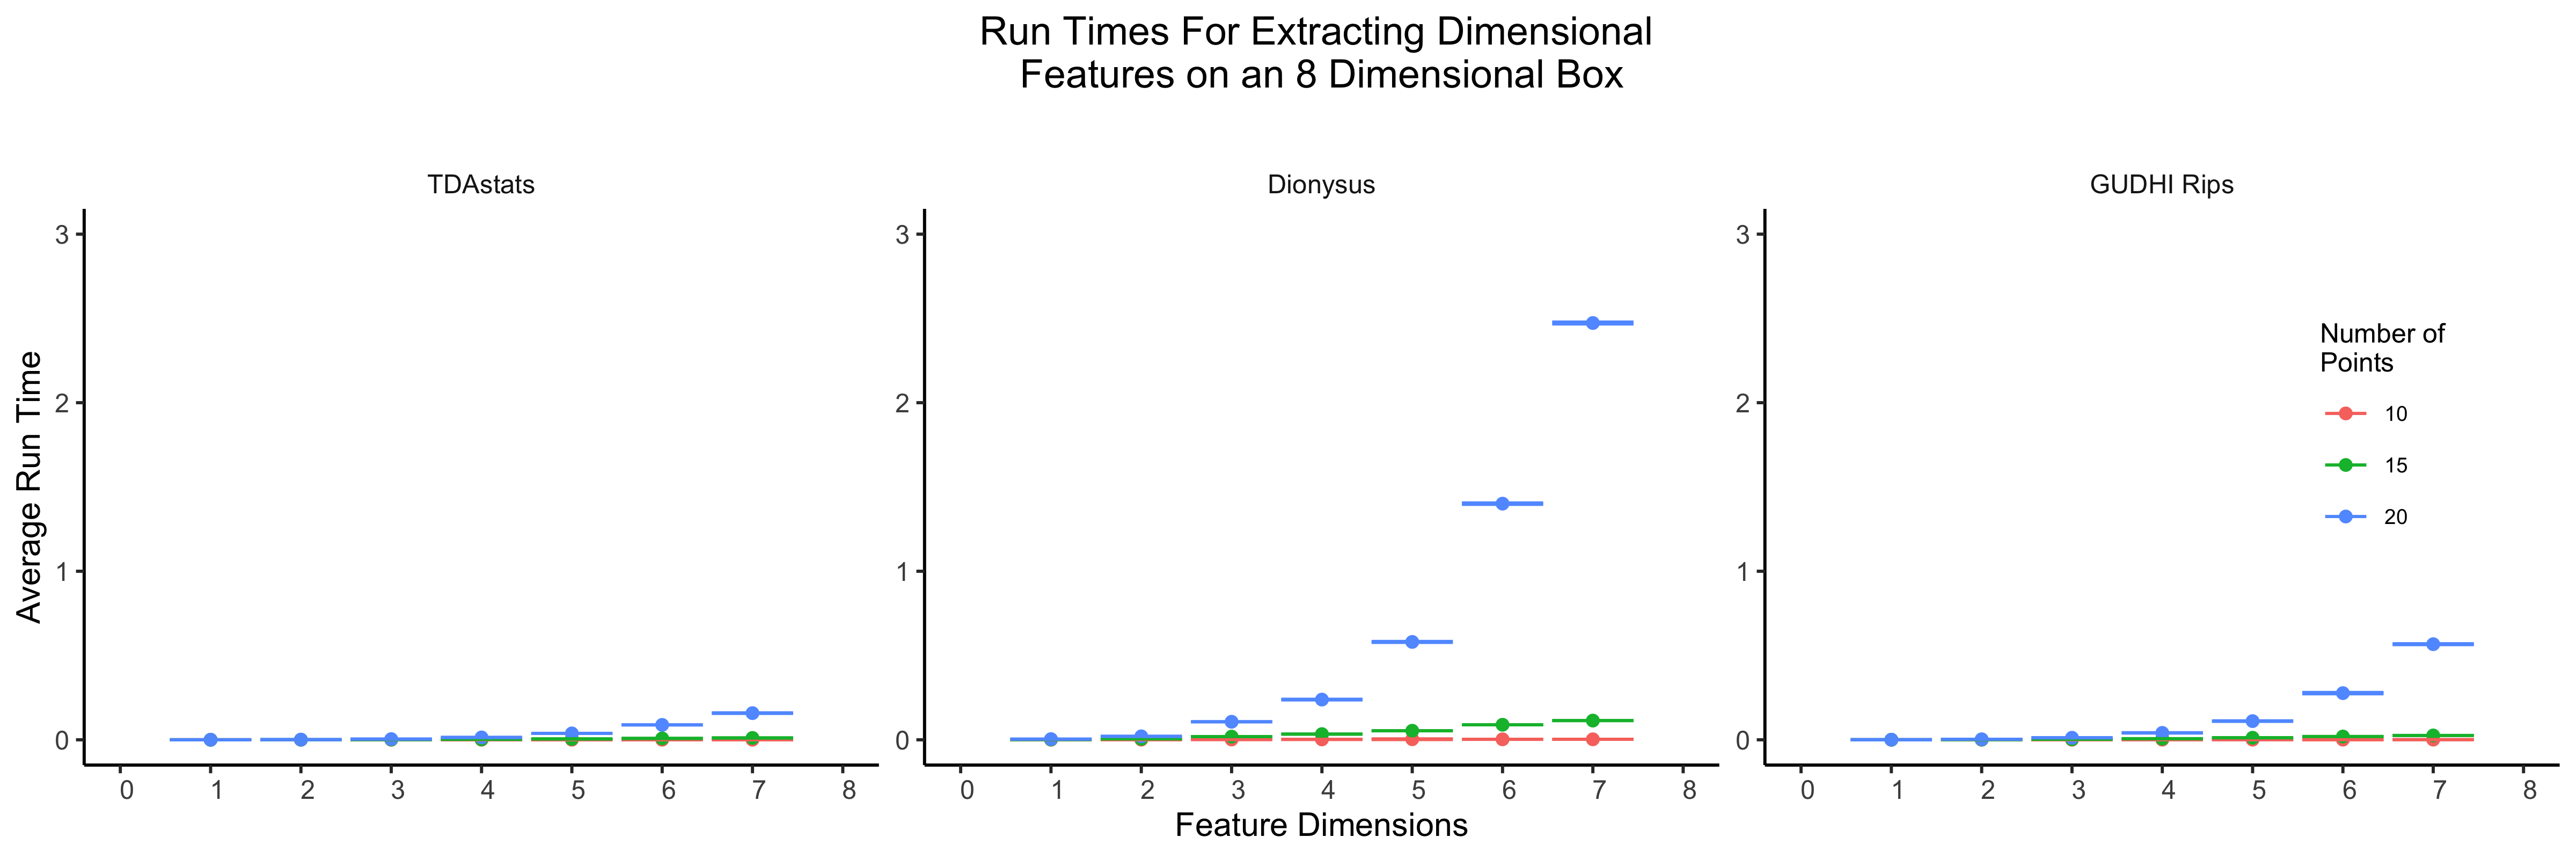 Run Times For Extracting Dimensional
Features on an 8 Dimensional Box
TDAstats
Dionysus
GUDHI Rips
Average Run Time
3
2
1
0
3
2
1
0
3
2
1
0
Number of
Points
10
15
20
0 1 2 3 4 5 6 7 8
0 1 2 3 4 5 6 7 8
0 1 2 3 4 5 6 7 8
Feature Dimensions